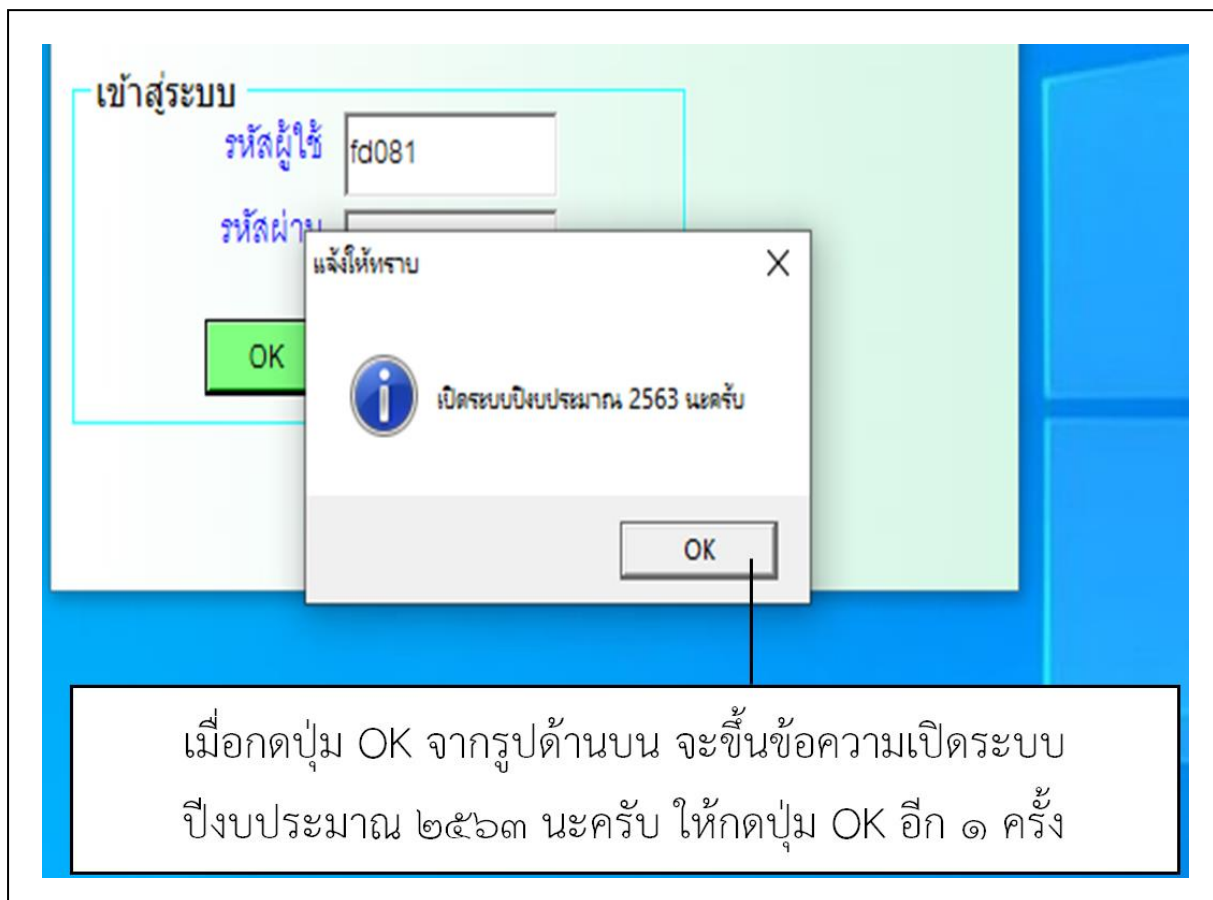 เข้าสู่ระบบ
รหัสผู้ใช้ fd081
รหัสผ่าน
แจ้งให้ทราบ
OK
เปิดระบบปีงบประมาณ 2563 นะครับ
OK
เมื่อกดปุ่ม OK จากรูปด้านบน จะขึ้นข้อความเปิดระบบ
ปีงบประมาณ ๒๕๖๓ นะครับ ให้กดปุ่ม OK อีก ๑ ครั้ง